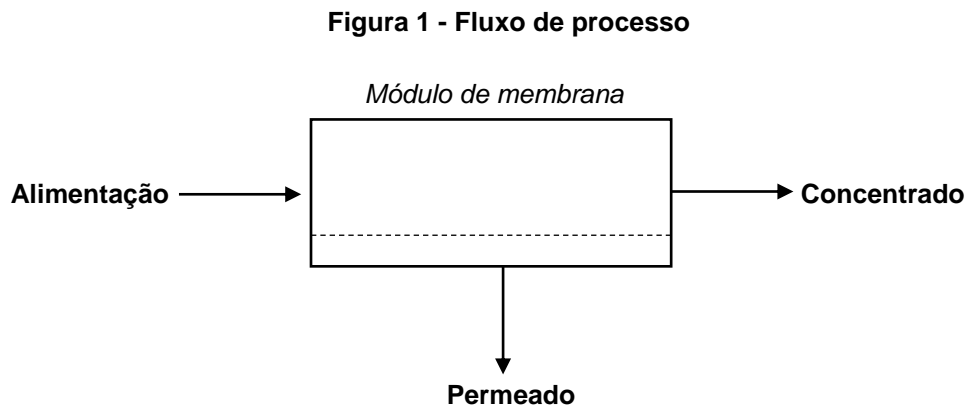 Figura 1 - Fluxo de processo
Módulo de membrana
Alimentação
Concentrado
Permeado